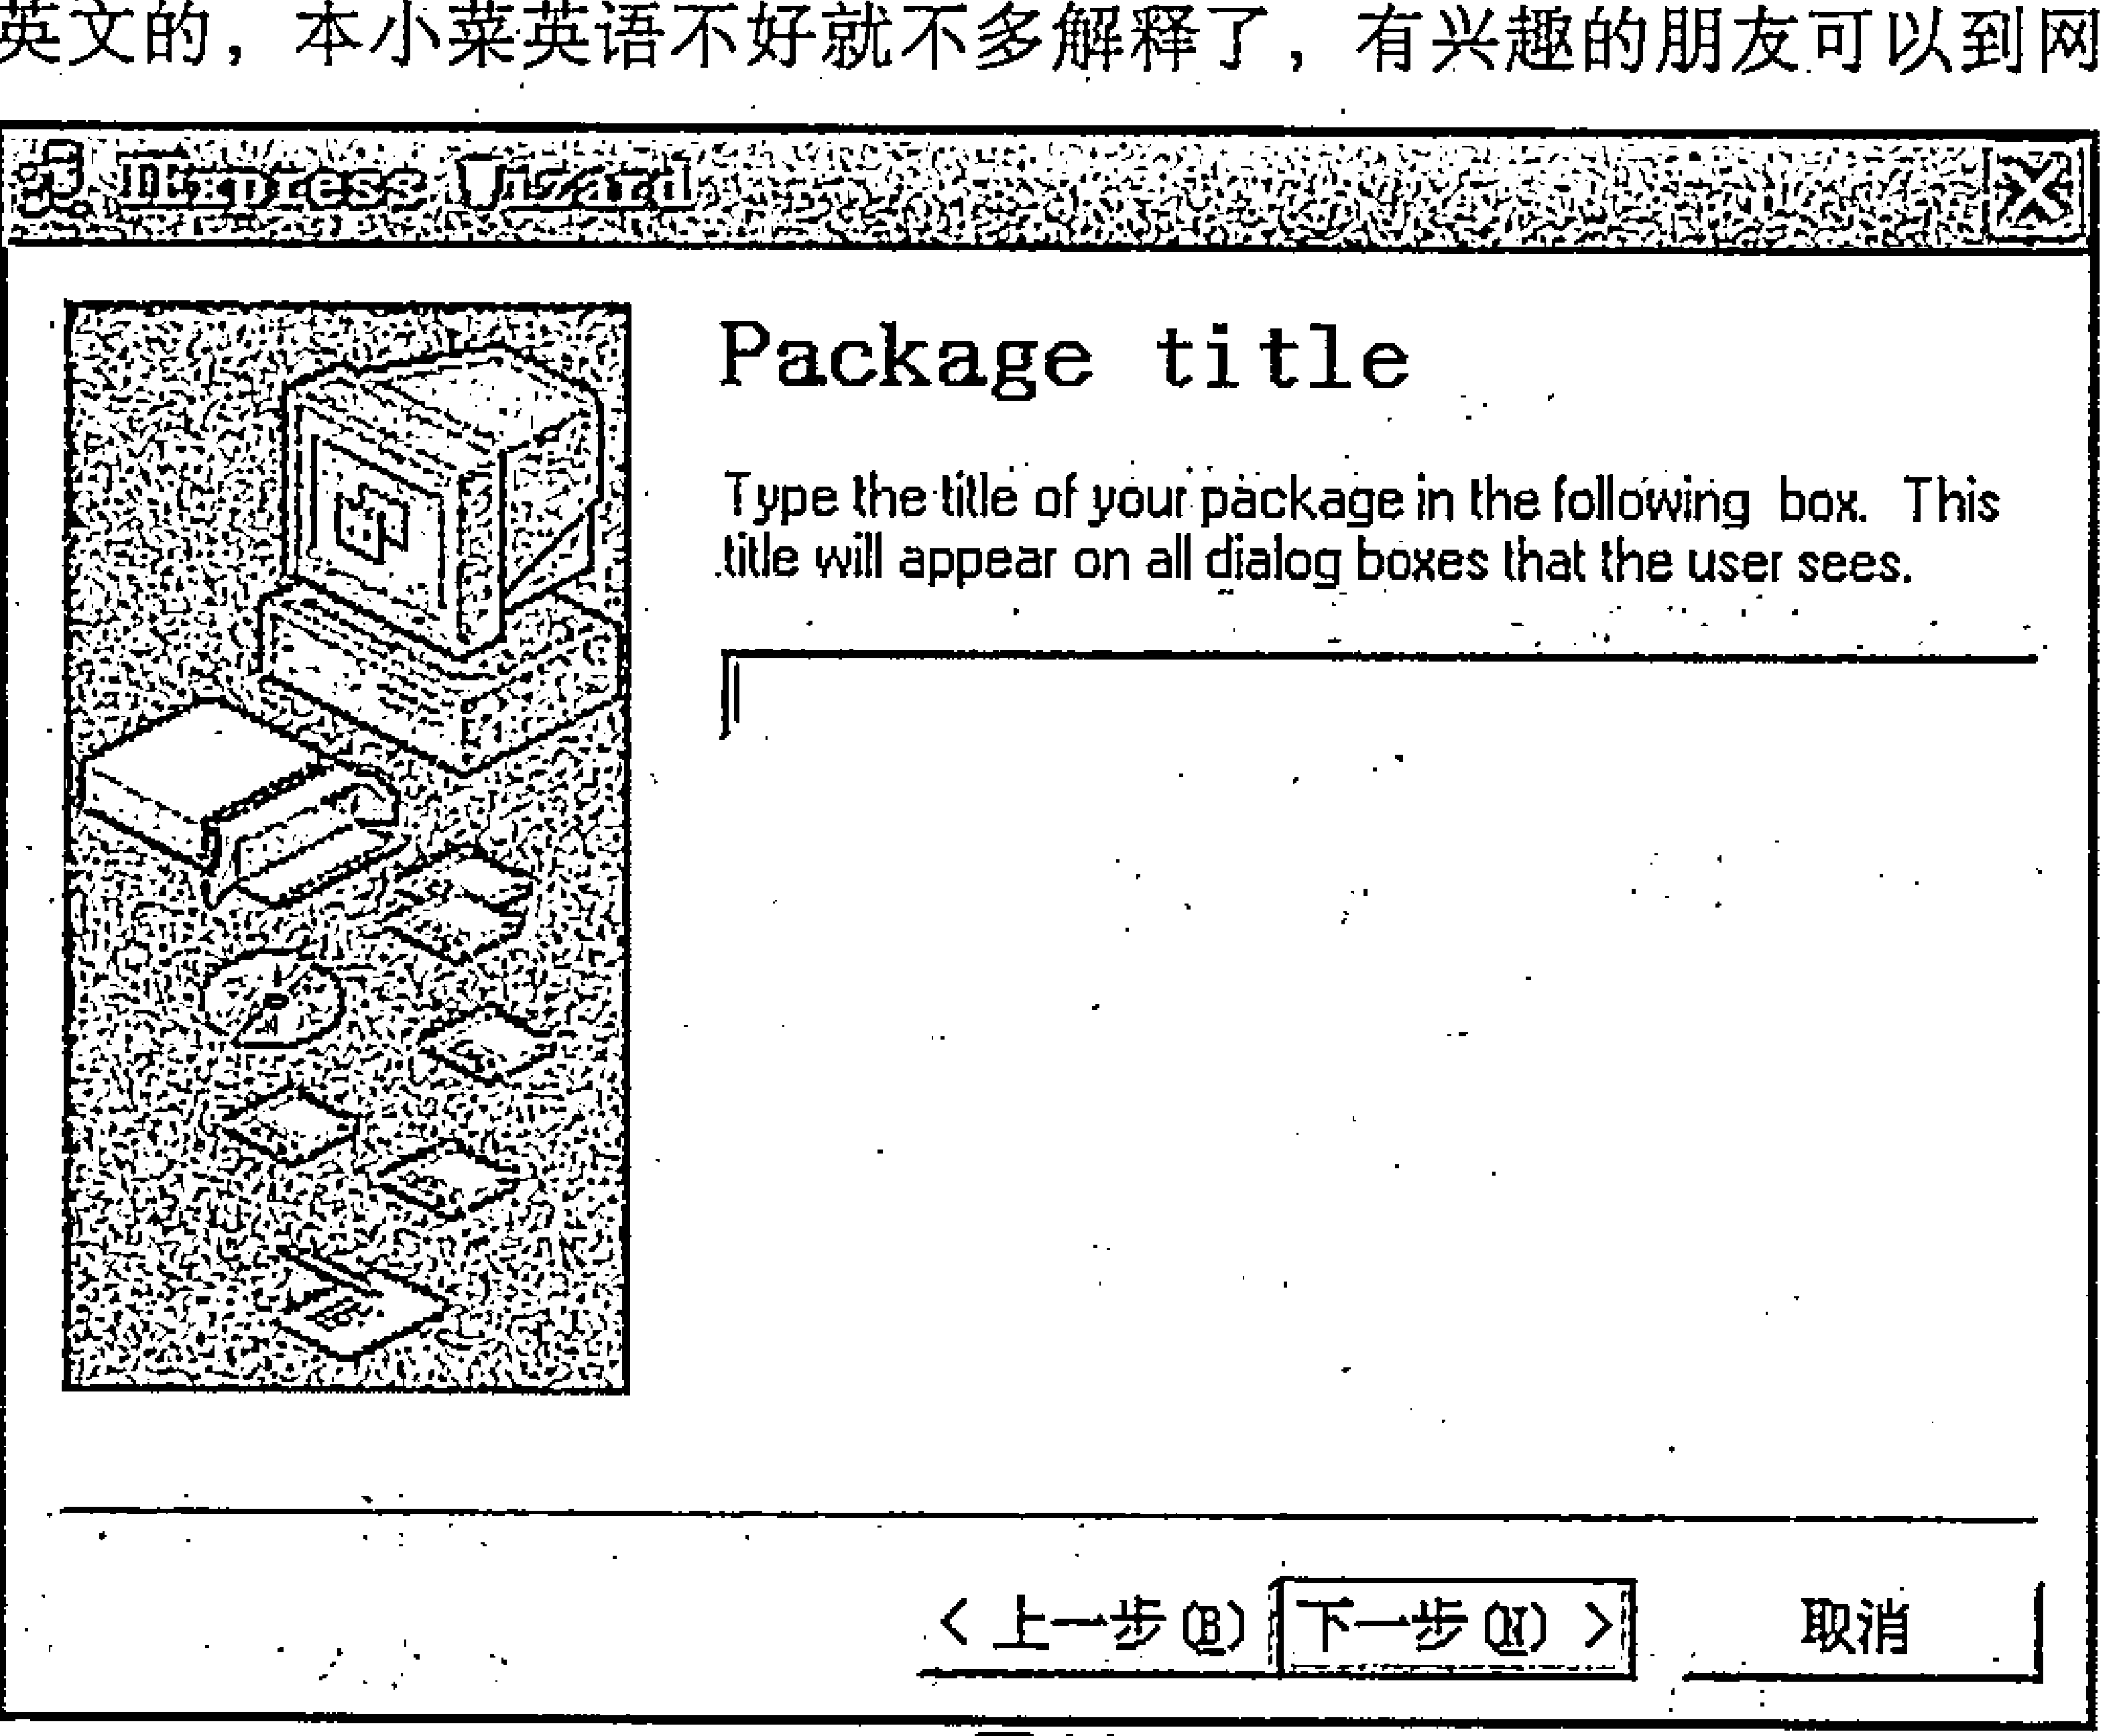 英文的，本小菜英语不好就不多解释了，有兴趣的朋友可以到网
IExpress Wizard
Package title
Type the title of your package in the following box. This
title will appear on all dialog boxes that the user sees.
< 上一步(B) 下一步(N) > 取消